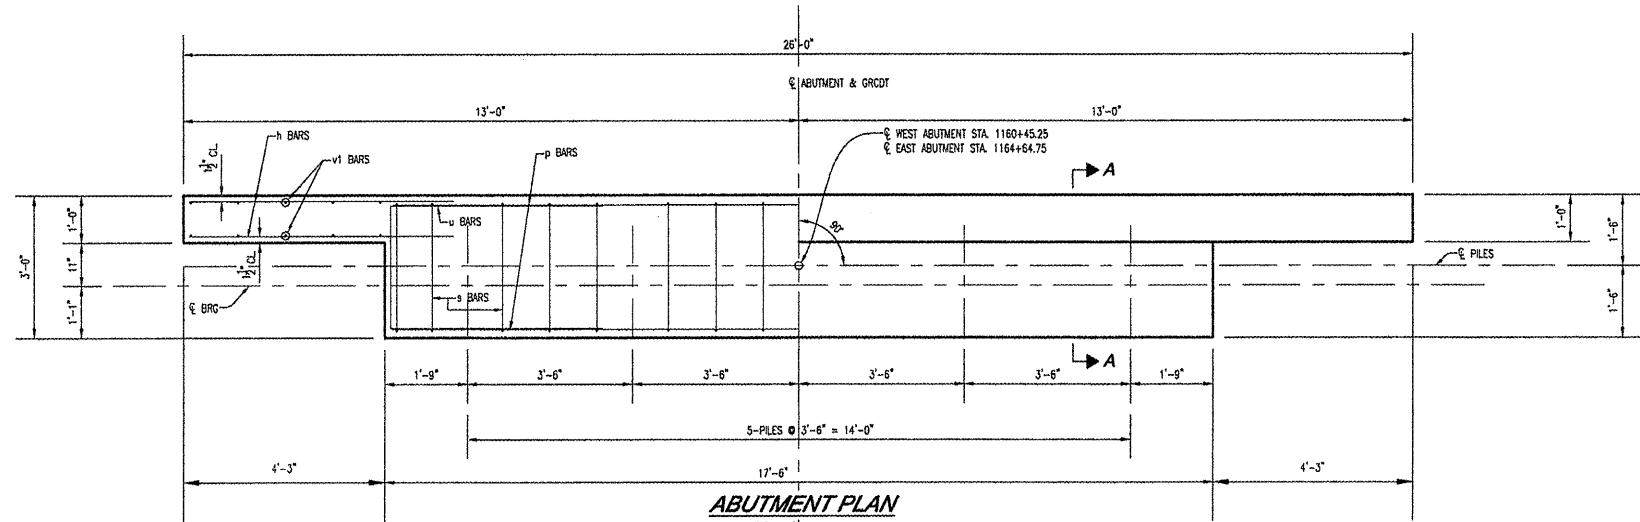 26'-0"
℄ ABUTMENT & GRCDT
13'-0"
13'-0"
h BARS
v1 BARS
p BARS
℄ WEST ABUTMENT STA. 1160+45.25
℄ EAST ABUTMENT STA. 1164+64.75
1½" CL
A
u BARS
90°
3'-0"
1'-0"
11"
1'-1"
1½" CL
℄ BRG
s BARS
1'-0"
1'-6"
1'-6"
℄ PILES
A
1'-9"
3'-6"
3'-6"
3'-6"
3'-6"
1'-9"
5-PILES @ 3'-6" = 14'-0"
4'-3"
17'-6"
4'-3"
ABUTMENT PLAN